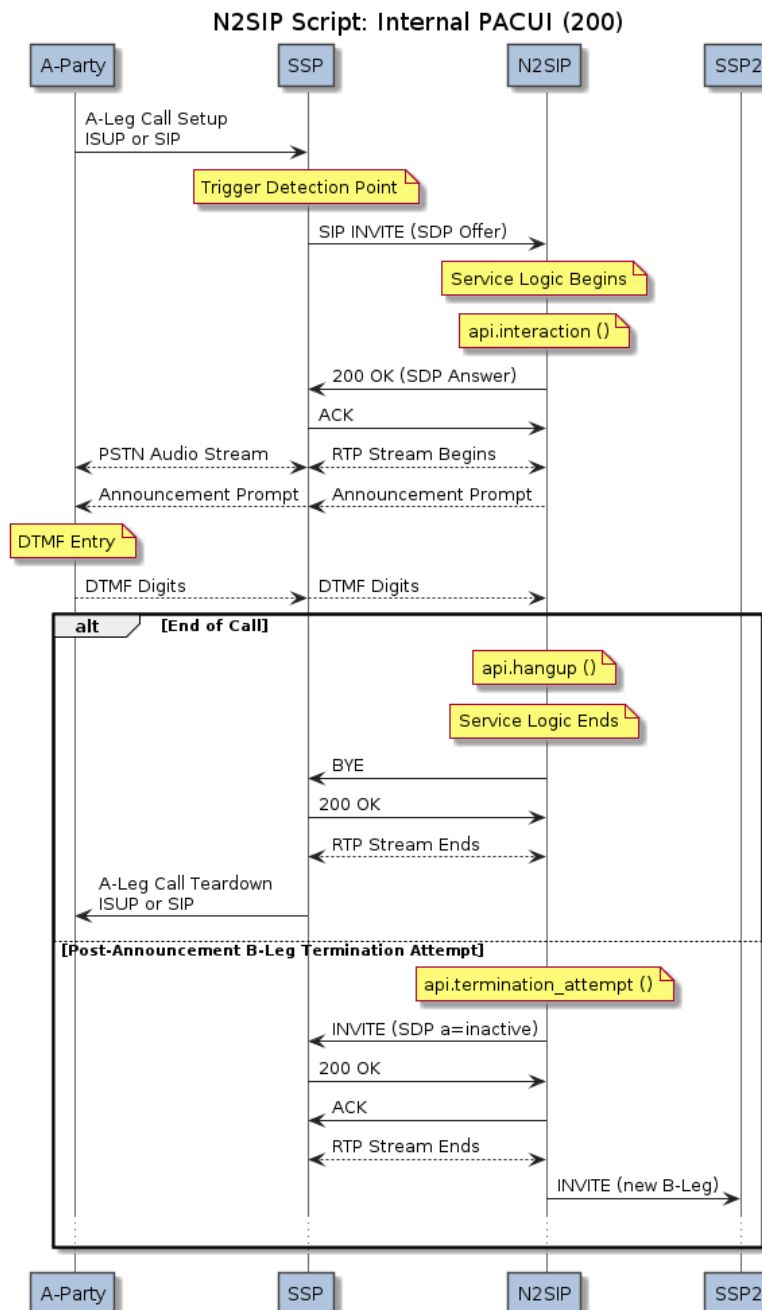 N2SIP Script: Internal PACUI (200)
A-Party SSP N2SIP SSP2
A-Leg Call Setup
ISUP or SIP
Trigger Detection Point
SIP INVITE (SDP Offer)
Service Logic Begins
api.interaction ()
200 OK (SDP Answer)
ACK
PSTN Audio Stream RTP Stream Begins
Announcement Prompt Announcement Prompt
DTMF Entry
DTMF Digits DTMF Digits
alt [End of Call]
api.hangup ()
Service Logic Ends
BYE
200 OK
RTP Stream Ends
A-Leg Call Teardown
ISUP or SIP
[Post-Announcement B-Leg Termination Attempt]
api.termination_attempt ()
INVITE (SDP a=inactive)
200 OK
ACK
RTP Stream Ends
INVITE (new B-Leg)
A-Party SSP N2SIP SSP2